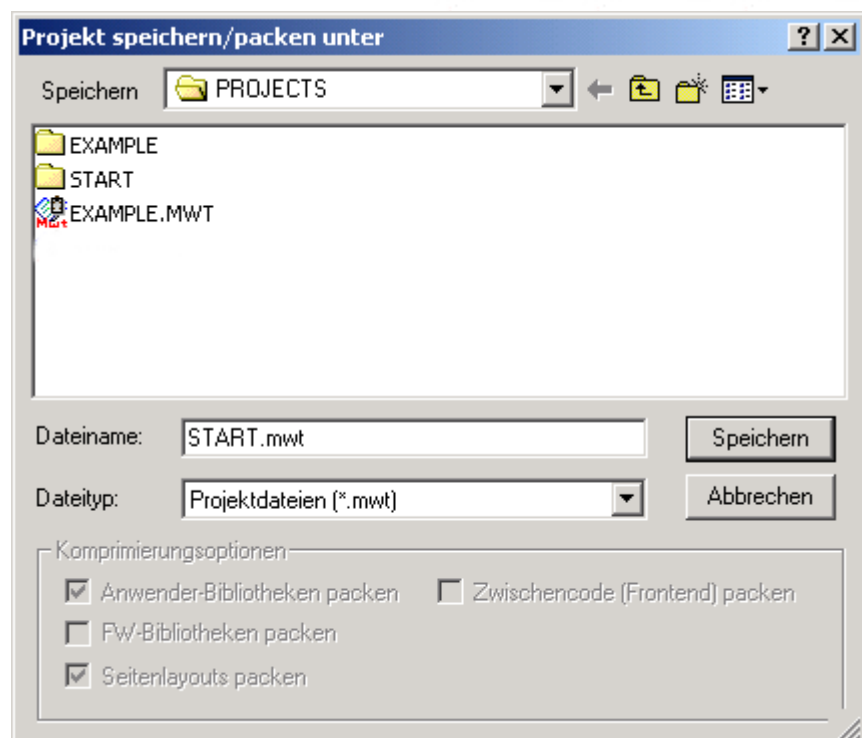 Projekt speichern/packen unter
Speichern PROJECTS
EXAMPLE
START
Mwt EXAMPLE.MWT
Dateiname: START.mwt Speichern
Dateityp: Projektdateien (*.mwt) Abbrechen
Komprimierungsoptionen
Anwender-Bibliotheken packen Zwischencode (Frontend) packen
FW-Bibliotheken packen
Seitenlayouts packen